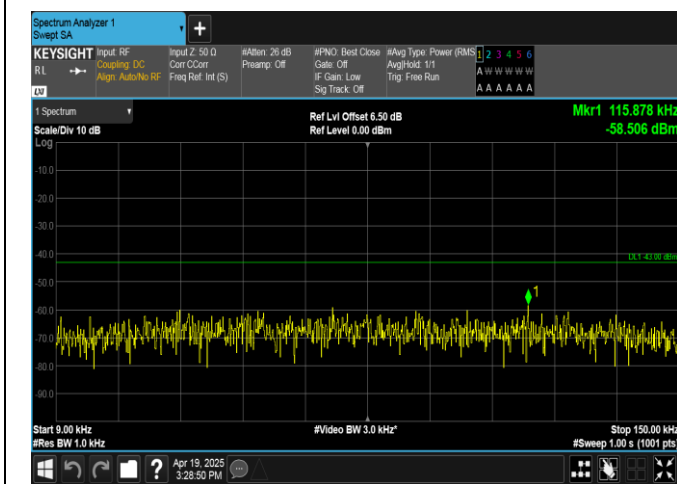 Spectrum Analyzer 1
Swept SA
+
KEYSIGHT
RL
LXI
Input: RF
Coupling: DC
Align: Auto/No RF
Input Z: 50 Ω
Corr CCorr
Freq Ref: Int (S)
#Atten: 26 dB
Preamp: Off
#PNO: Best Close
Gate: Off
IF Gain: Low
Sig Track: Off
#Avg Type: Power (RMS
Avg|Hold: 1/1
Trig: Free Run
1 2 3 4 5 6
A W W W W W
A A A A A A
1 Spectrum
Scale/Div 10 dB
Log
Ref Lvl Offset 6.50 dB
Ref Level 0.00 dBm
Mkr1 115.878 kHz
-58.506 dBm
-10.0
-20.0
-30.0
-40.0
DL1 -43.00 dBm
-50.0
1
-60.0
-70.0
-80.0
-90.0
Start 9.00 kHz
#Res BW 1.0 kHz
#Video BW 3.0 kHz*
Stop 150.00 kHz
#Sweep 1.00 s (1001 pts)
?
Apr 19, 2025
3:28:50 PM